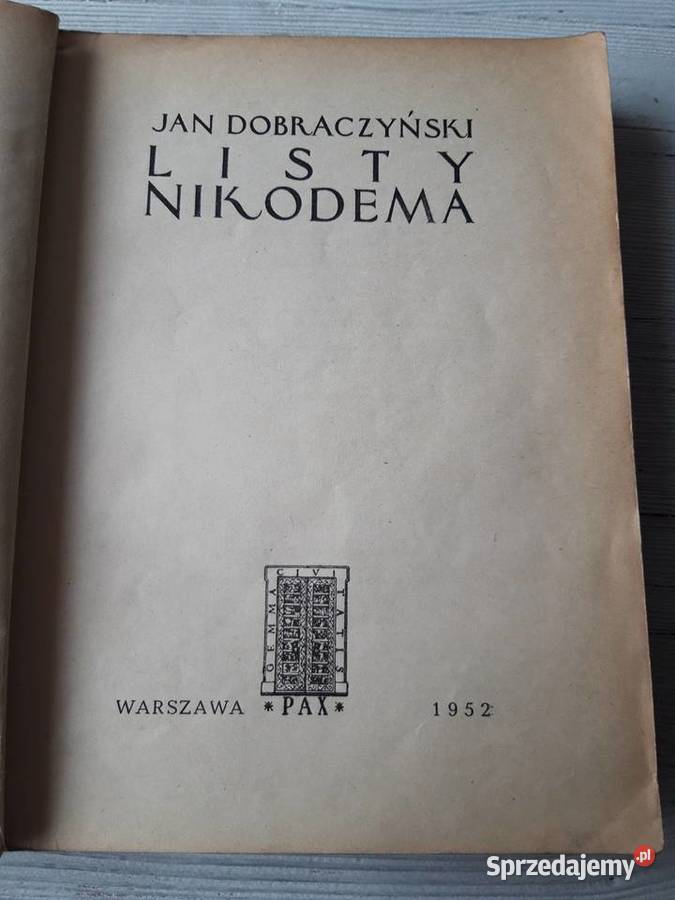 JAN DOBRACZYŃSKI
LISTY
NIKODEMA
GEMMA CIVITATIS
WARSZAWA * PAX * 1952
Sprzedajemy.pl